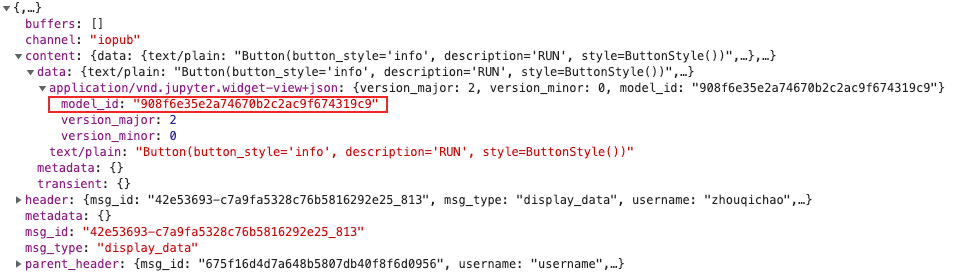 {,…}
buffers: []
channel: "iopub"
content: {data: {text/plain: "Button(button_style='info', description='RUN', style=ButtonStyle())",…},…}
data: {text/plain: "Button(button_style='info', description='RUN', style=ButtonStyle())",…}
application/vnd.jupyter.widget-view+json: {version_major: 2, version_minor: 0, model_id: "908f6e35e2a74670b2c2ac9f674319c9"}
model_id: "908f6e35e2a74670b2c2ac9f674319c9"
version_major: 2
version_minor: 0
text/plain: "Button(button_style='info', description='RUN', style=ButtonStyle())"
metadata: {}
transient: {}
header: {msg_id: "42e53693-c7a9fa5328c76b5816292e25_813", msg_type: "display_data", username: "zhouqichao",…}
metadata: {}
msg_id: "42e53693-c7a9fa5328c76b5816292e25_813"
msg_type: "display_data"
parent_header: {msg_id: "675f16d4d7a648b5807db40f8f6d0956", username: "username",…}